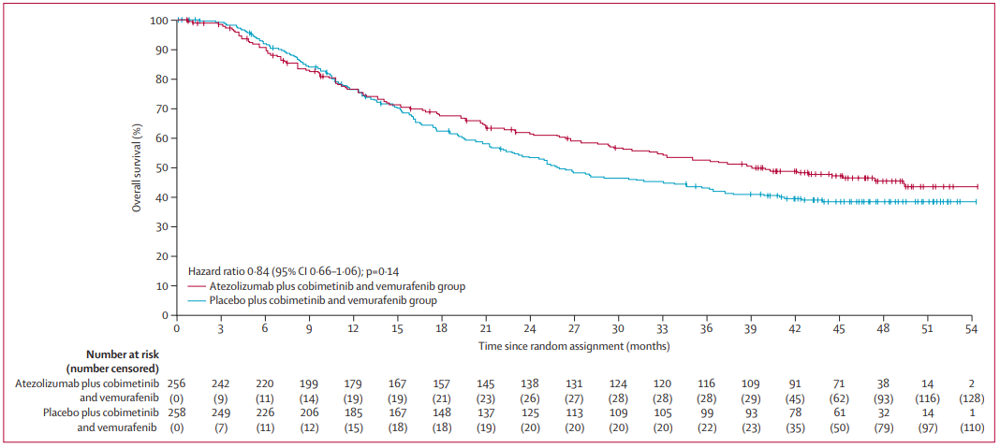 100
90
80
70
60
50
40
30
20
10
0
Overall survival (%)
Hazard ratio 0·84 (95% CI 0·66–1·06); p=0·14
Atezolizumab plus cobimetinib and vemurafenib group
Placebo plus cobimetinib and vemurafenib group
0 3 6 9 12 15 18 21 24 27 30 33 36 39 42 45 48 51 54
Time since random assignment (months)
Number at risk
(number censored)
Atezolizumab plus cobimetinib 256 242 220 199 179 167 157 145 138 131 124 120 116 109 91 71 38 14 2
and vemurafenib (0) (9) (11) (14) (19) (19) (21) (23) (26) (27) (28) (28) (28) (29) (45) (62) (93) (116) (128)
Placebo plus cobimetinib 258 249 226 206 185 167 148 137 125 113 109 105 99 93 78 61 32 14 1
and vemurafenib (0) (7) (11) (12) (15) (18) (18) (19) (20) (20) (20) (20) (22) (23) (35) (50) (79) (97) (110)